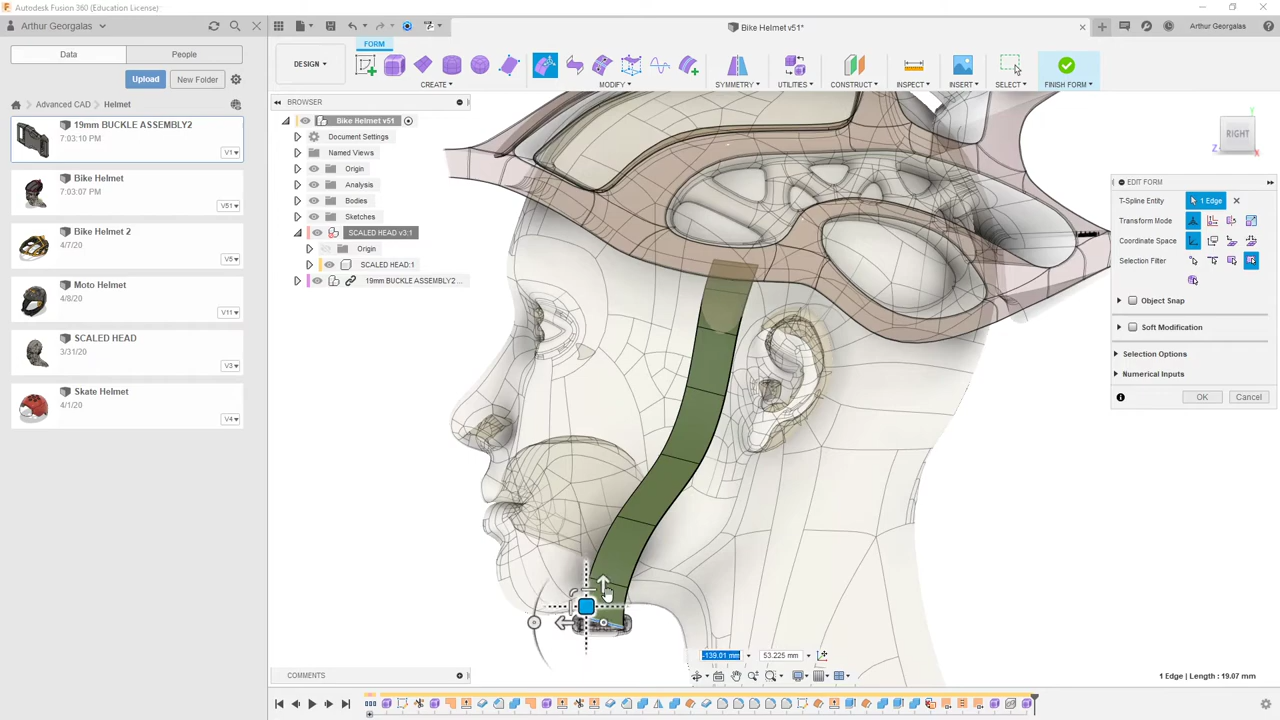 Autodesk Fusion 360 (Education License)
Arthur Georgalas
Bike Helmet v51*
Arthur Georgalas
Data
People
Upload
New Folder
Advanced CAD
Helmet
19mm BUCKLE ASSEMBLY2
7:03:10 PM
V1
Bike Helmet
7:03:07 PM
V51
Bike Helmet 2
4/7/20
V5
Moto Helmet
4/8/20
V11
SCALED HEAD
3/31/20
V3
Skate Helmet
4/1/20
V4
FORM
DESIGN
CREATE
MODIFY
SYMMETRY
UTILITIES
CONSTRUCT
INSPECT
INSERT
SELECT
FINISH FORM
BROWSER
Bike Helmet v51
Document Settings
Named Views
Origin
Analysis
Bodies
Sketches
SCALED HEAD v3:1
Origin
SCALED HEAD:1
19mm BUCKLE ASSEMBLY2 ...
RIGHT
Y
Z
X
EDIT FORM
T-Spline Entity
1 Edge
Transform Mode
Coordinate Space
Selection Filter
Object Snap
Soft Modification
Selection Options
Numerical Inputs
OK
Cancel
-139.01 mm
53.225 mm
COMMENTS
1 Edge | Length : 19.07 mm